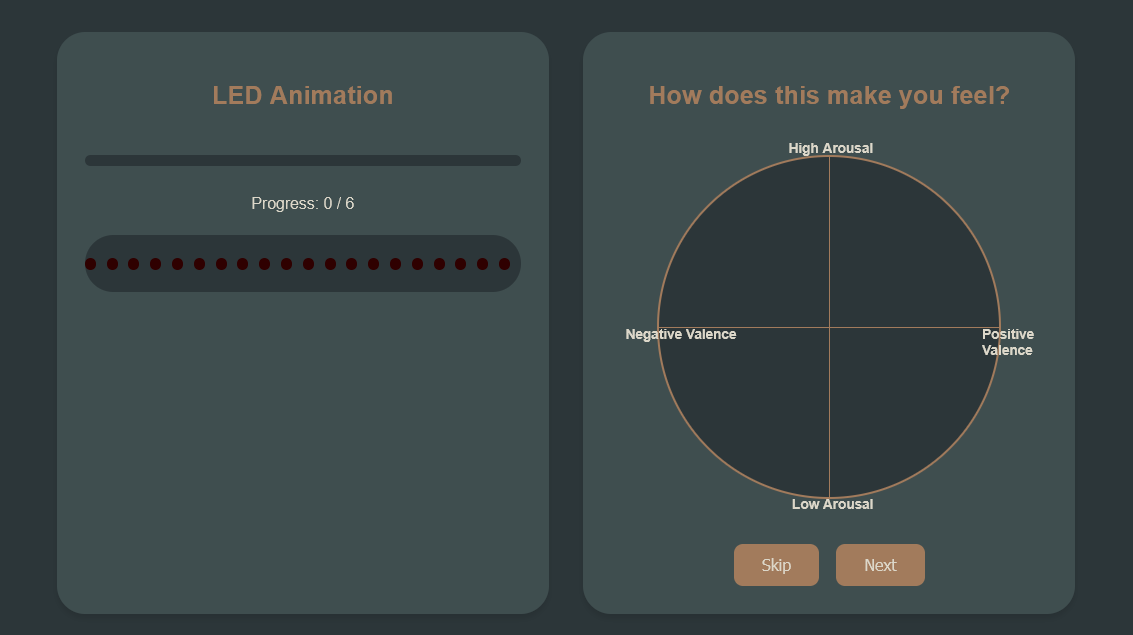 LED Animation
Progress: 0 / 6
How does this make you feel?
High Arousal
Negative Valence
Positive
Valence
Low Arousal
Skip
Next